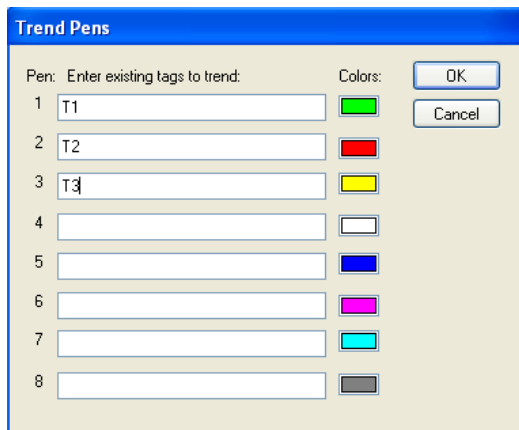 Trend Pens
Pen: Enter existing tags to trend: Colors: OK
1 T1
Cancel
2 T2
3 T3
4
5
6
7
8